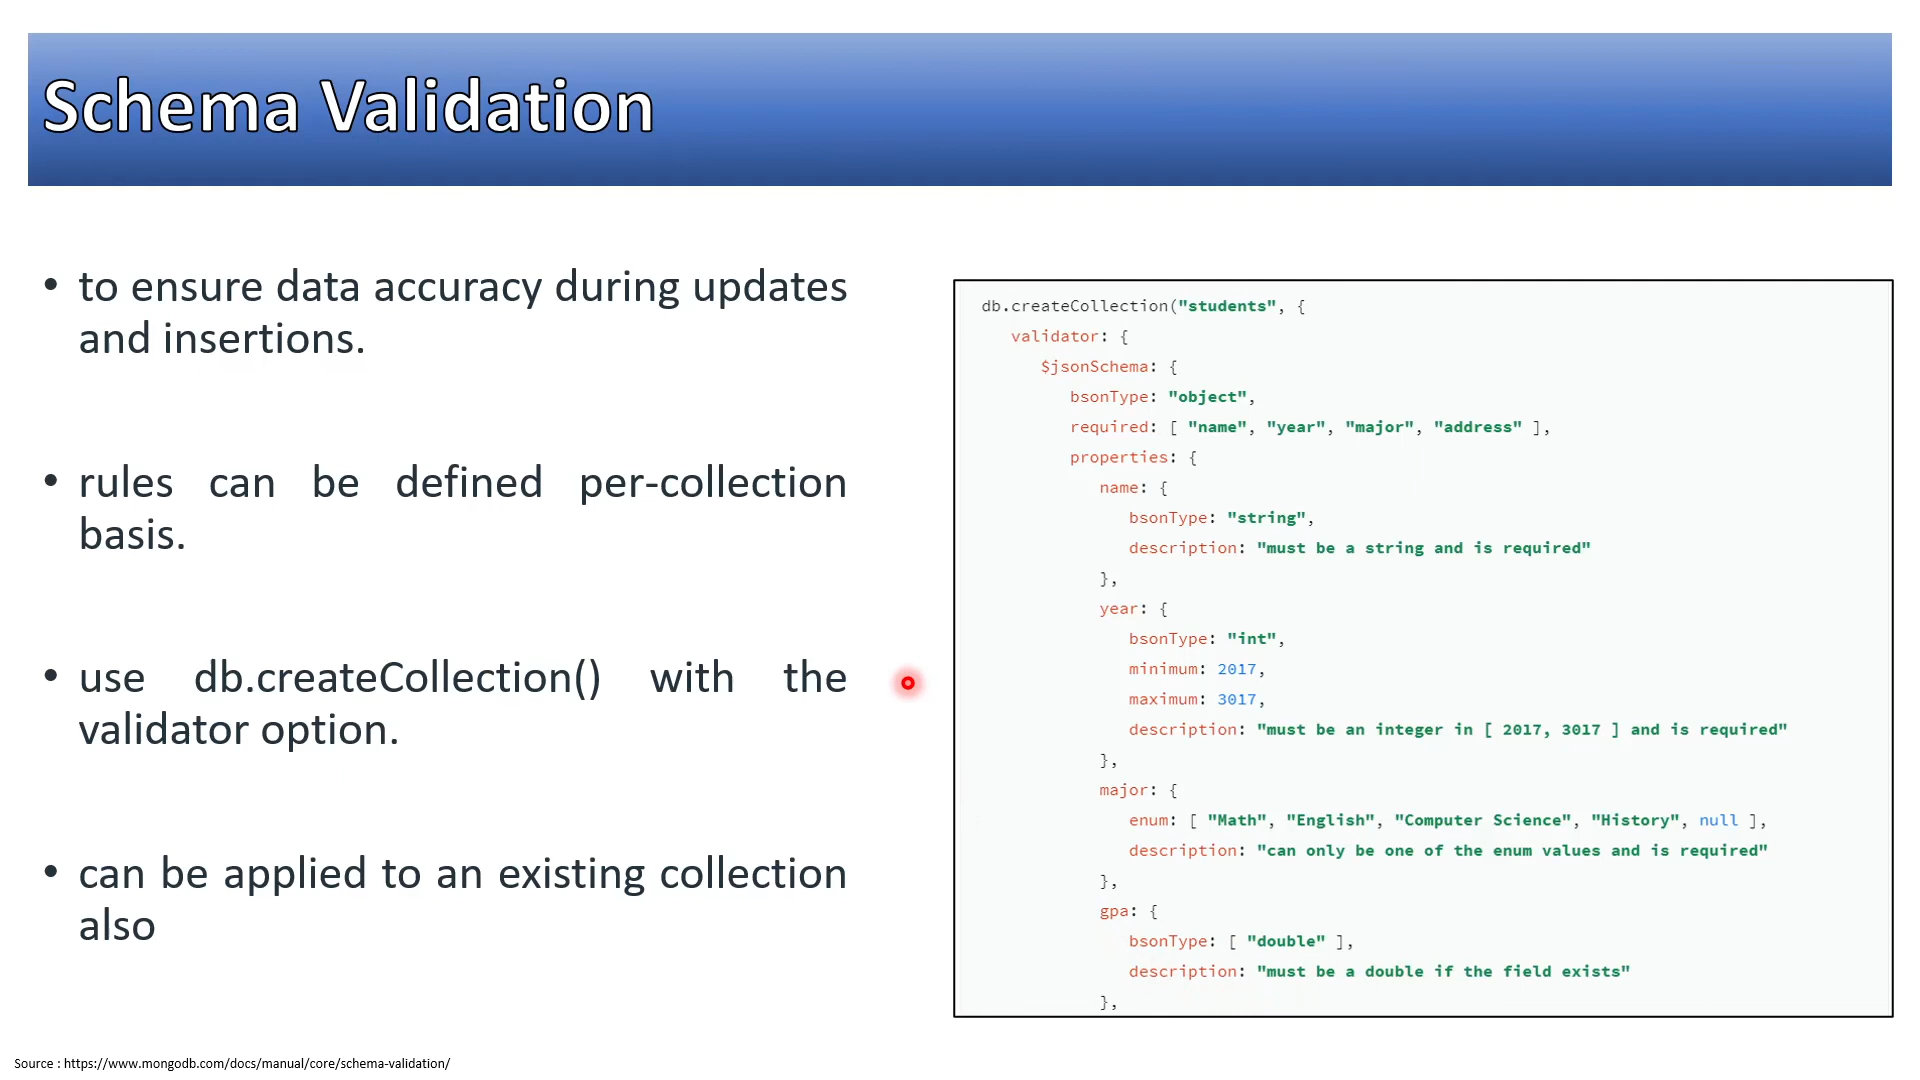 Schema Validation
• to ensure data accuracy during updates
and insertions.
• rules can be defined per-collection
basis.
• use db.createCollection() with the
validator option.
• can be applied to an existing collection
also
db.createCollection("students", {
   validator: {
      $jsonSchema: {
         bsonType: "object",
         required: [ "name", "year", "major", "address" ],
         properties: {
            name: {
               bsonType: "string",
               description: "must be a string and is required"
            },
            year: {
               bsonType: "int",
               minimum: 2017,
               maximum: 3017,
               description: "must be an integer in [ 2017, 3017 ] and is required"
            },
            major: {
               enum: [ "Math", "English", "Computer Science", "History", null ],
               description: "can only be one of the enum values and is required"
            },
            gpa: {
               bsonType: [ "double" ],
               description: "must be a double if the field exists"
            },
Source : https://www.mongodb.com/docs/manual/core/schema-validation/